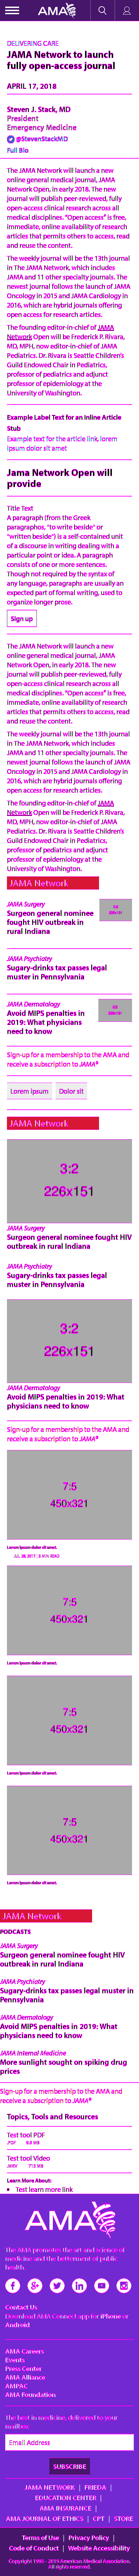 AMA
DELIVERING CARE
JAMA Network to launch
fully open-access journal
APRIL 17, 2018
Steven J. Stack, MD
President
Emergency Medicine
@StevenStackMD
Full Bio
The JAMA Network will launch a new
online general medical journal, JAMA
Network Open, in early 2018. The new
journal will publish peer-reviewed, fully
open access clinical research across all
medical disciplines. "Open access" is free,
immediate, online availability of research
articles that permits others to access, read
and reuse the content.
The weekly journal will be the 13th journal
in The JAMA Network, which includes
JAMA and 11 other specialty journals. The
newest journal follows the launch of JAMA
Oncology in 2015 and JAMA Cardiology in
2016, which are hybrid journals offering
open access for research articles.
The founding editor-in-chief of JAMA
Network Open will be Frederick P. Rivara,
MD, MPH, now editor-in-chief of JAMA
Pediatrics. Dr. Rivara is Seattle Children's
Guild Endowed Chair in Pediatrics,
professor of pediatrics and adjunct
professor of epidemiology at the
University of Washington.
Example Label Text for an Inline Article
Stub
Example text for the article link, lorem
ipsum dolor sit amet
Jama Network Open will
provide
Title Text
A paragraph (from the Greek
paragraphos, "to write beside" or
"written beside") is a self-contained unit
of a discourse in writing dealing with a
particular point or idea. A paragraph
consists of one or more sentences.
Though not required by the syntax of
any language, paragraphs are usually an
expected part of formal writing, used to
organize longer prose.
Sign up
The JAMA Network will launch a new
online general medical journal, JAMA
Network Open, in early 2018. The new
journal will publish peer-reviewed, fully
open access clinical research across all
medical disciplines. "Open access" is free,
immediate, online availability of research
articles that permits others to access, read
and reuse the content.
The weekly journal will be the 13th journal
in The JAMA Network, which includes
JAMA and 11 other specialty journals. The
newest journal follows the launch of JAMA
Oncology in 2015 and JAMA Cardiology in
2016, which are hybrid journals offering
open access for research articles.
The founding editor-in-chief of JAMA
Network Open will be Frederick P. Rivara,
MD, MPH, now editor-in-chief of JAMA
Pediatrics. Dr. Rivara is Seattle Children's
Guild Endowed Chair in Pediatrics,
professor of pediatrics and adjunct
professor of epidemiology at the
University of Washington.
JAMA Network
JAMA Surgery
Surgeon general nominee
fought HIV outbreak in
rural Indiana
JAMA Psychiatry
Sugary-drinks tax passes legal
muster in Pennsylvania
JAMA Dermatology
Avoid MIPS penalties in
2019: What physicians
need to know
Sign-up for a membership to the AMA and
receive a subscription to JAMA®
Lorem ipsum Dolor sit
JAMA Network
3:2
226x151
JAMA Surgery
Surgeon general nominee fought HIV
outbreak in rural Indiana
JAMA Psychiatry
Sugary-drinks tax passes legal
muster in Pennsylvania
3:2
226x151
JAMA Dermatology
Avoid MIPS penalties in 2019: What
physicians need to know
Sign-up for a membership to the AMA and
receive a subscription to JAMA®
7:5
450x321
Lorem ipsum dolor sit amet.
7:5
450x321
Lorem ipsum dolor sit amet.
7:5
450x321
Lorem ipsum dolor sit amet.
7:5
450x321
Lorem ipsum dolor sit amet.
JAMA Network
PODCASTS
JAMA Surgery
Surgeon general nominee fought HIV
outbreak in rural Indiana
JAMA Psychiatry
Sugary-drinks tax passes legal muster in
Pennsylvania
JAMA Dermatology
Avoid MIPS penalties in 2019: What
physicians need to know
JAMA Internal Medicine
More sunlight sought on spiking drug
prices
Sign-up for a membership to the AMA and
receive a subscription to JAMA®
Topics, Tools and Resources
Test tool PDF
Test tool Video
Learn More About:
Test learn more link
AMA
The AMA promotes the art and science of
medicine and the betterment of public
health.
Contact Us
Download AMA Connect app for iPhone or
Android
AMA Careers
Events
Press Center
AMA Alliance
AMPAC
AMA Foundation
The best in medicine, delivered to your
mailbox
Email Address
SUBSCRIBE
JAMA NETWORK | FRIEDA |
EDUCATION CENTER |
AMA INSURANCE |
AMA JOURNAL OF ETHICS | CPT | STORE
Terms of Use | Privacy Policy |
Code of Conduct | Website Accessibility
Copyright 1995 - 2019 American Medical Association.
All rights reserved.